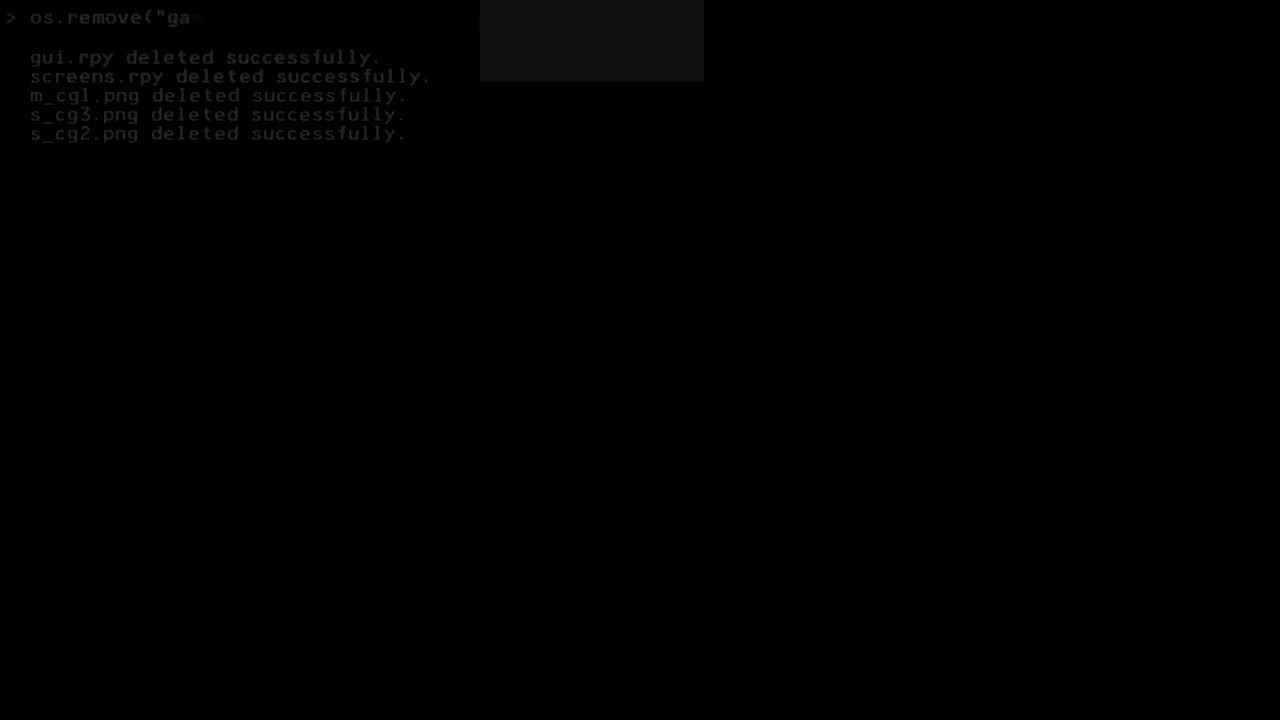 > os.remove("ga
gui.rpy deleted successfully.
screens.rpy deleted successfully.
m_cg1.png deleted successfully.
s_cg3.png deleted successfully.
s_cg2.png deleted successfully.